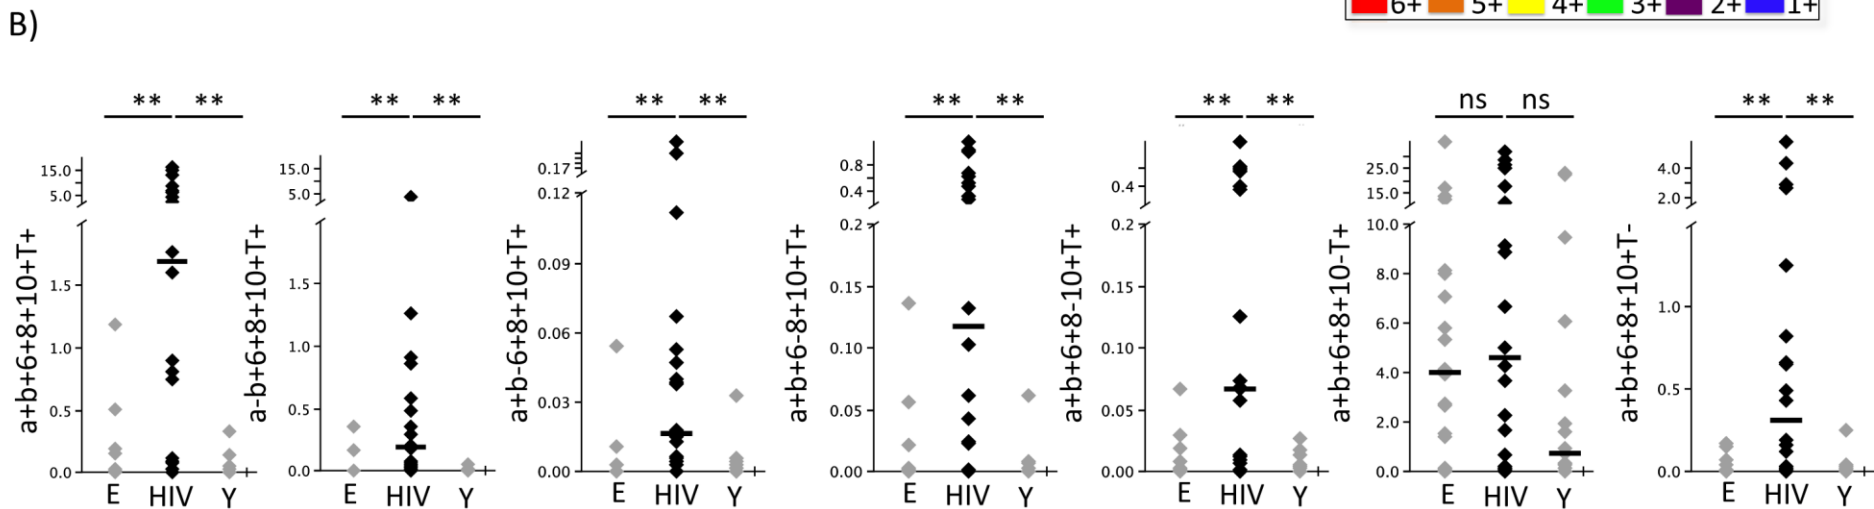 6+ 5+ 4+ 3+ 2+ 1+
B)
** ** ** ** ** ** ** ** ** ** ns ns ** **
a+b+6+8+10+T+
15.0
5.0
1.5
1.0
0.5
0.0
E HIV Y
a-b+6+8+10+T+
15.0
5.0
1.5
1.0
0.5
0.0
E HIV Y
a+b-6+8+10+T+
0.17
0.12
0.09
0.06
0.03
0.00
E HIV Y
a+b+6-8+10+T+
0.8
0.4
0.2
0.15
0.10
0.05
0.00
E HIV Y
a+b+6+8-10+T+
0.4
0.2
0.15
0.10
0.05
0.00
E HIV Y
a+b+6+8+10-T+
25.0
15.0
10.0
8.0
6.0
4.0
2.0
0.0
E HIV Y
a+b+6+8+10+T-
4.0
2.0
1.0
0.5
0.0
E HIV Y